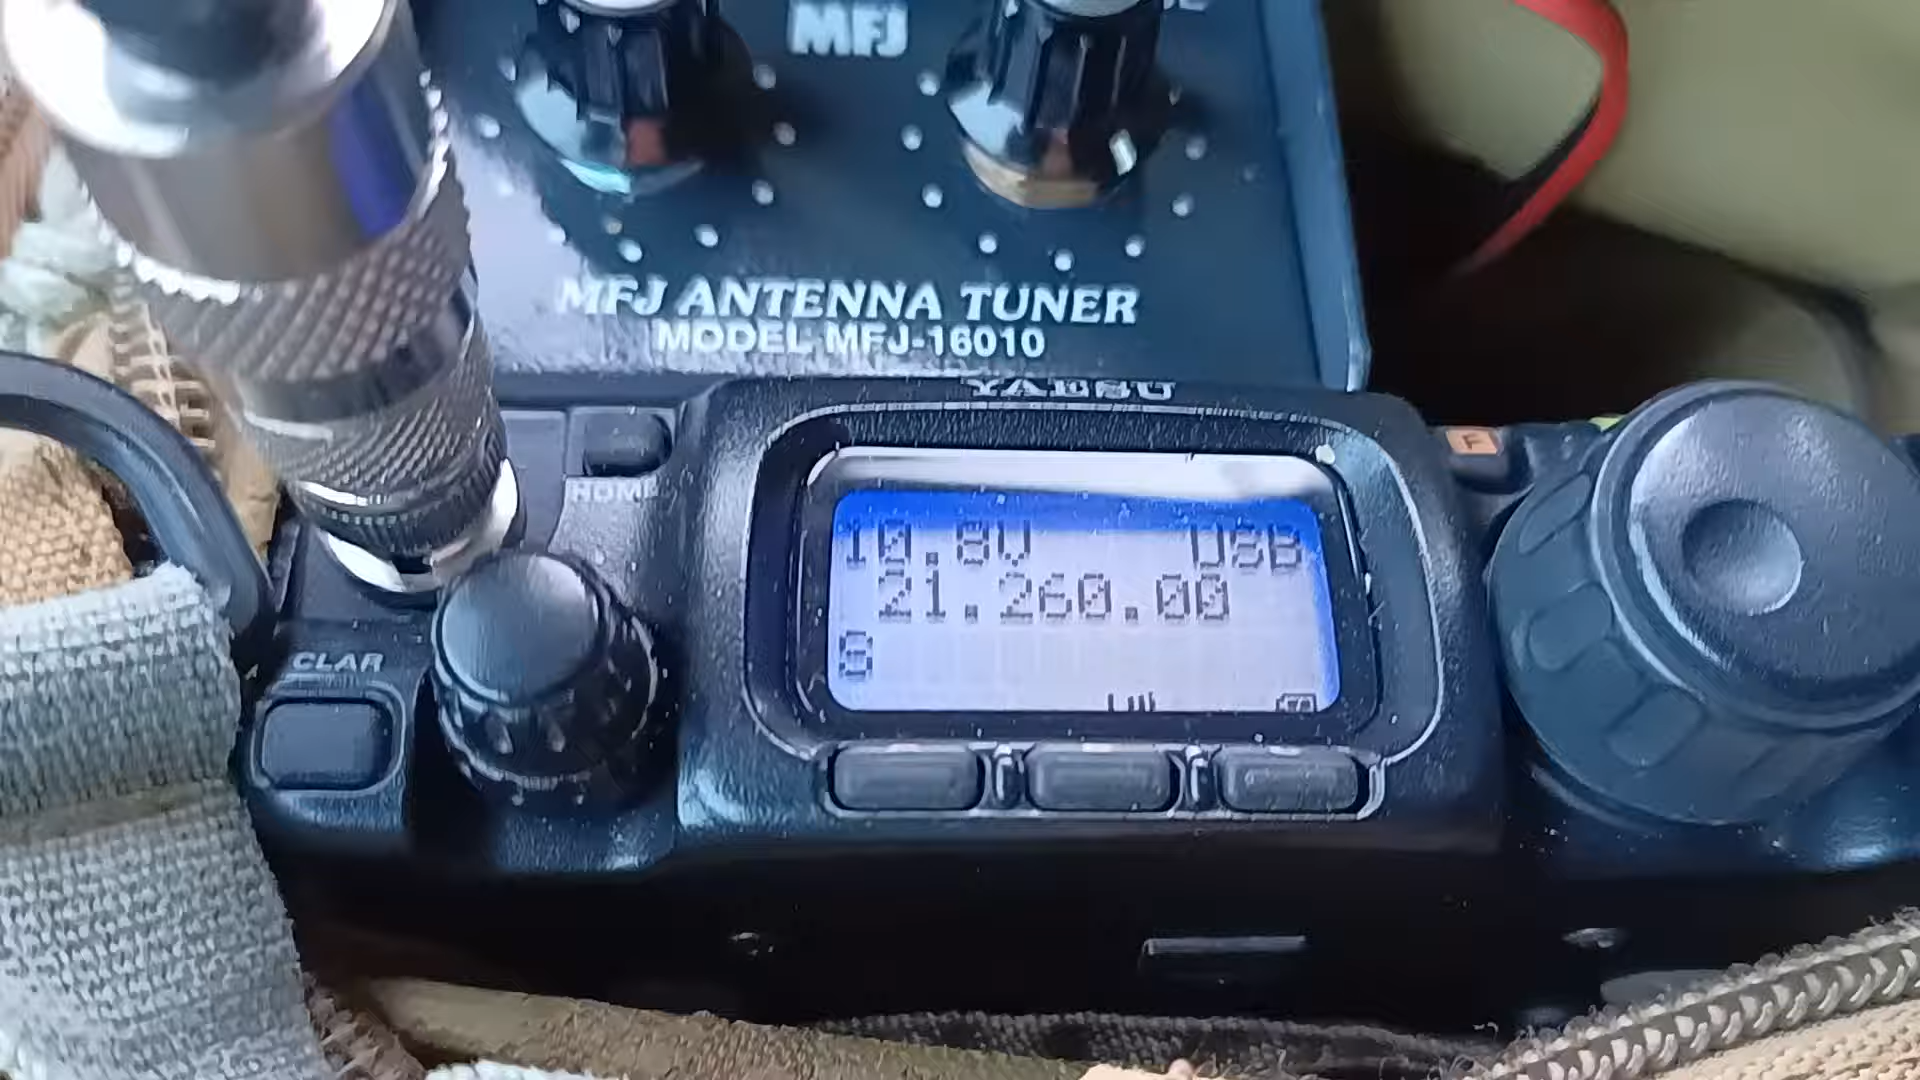 MFJ
MFJ ANTENNA TUNER
MODEL MFJ-16010
YAESU
HOME
F
10.8V USB
21.260.00
CLAR